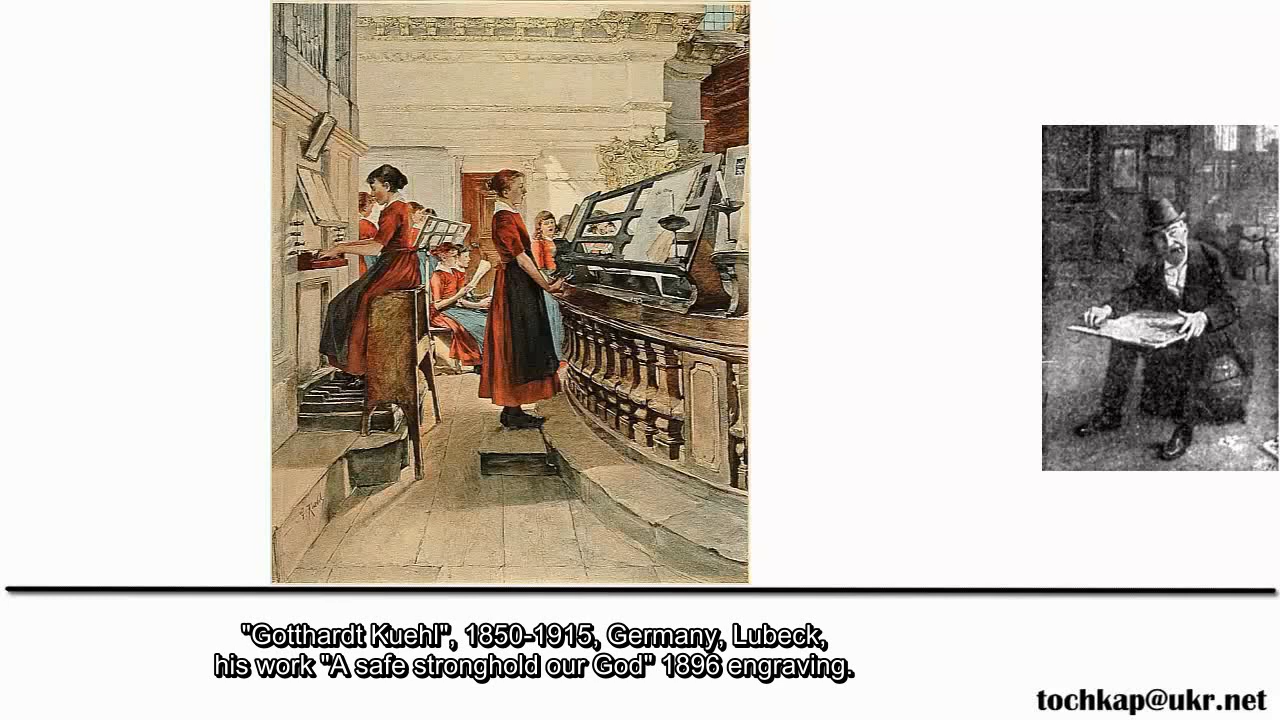 "Gotthardt Kuehl", 1850-1915, Germany, Lubeck,
his work "A safe stronghold our God" 1896 engraving.
tochkap@ukr.net